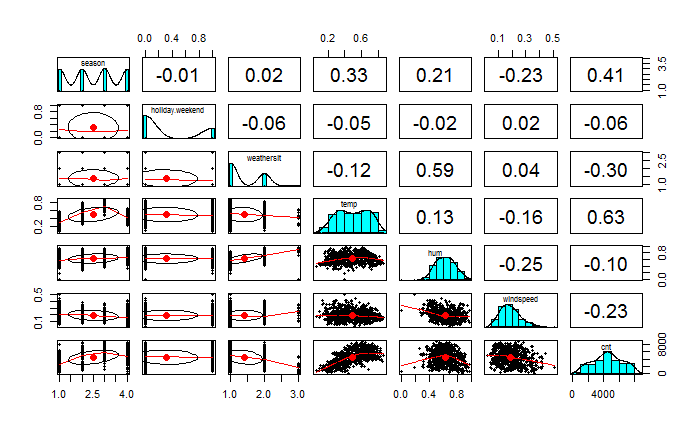 0.0 0.4 0.8 0.2 0.6 0.1 0.3 0.5
season -0.01 0.02 0.33 0.21 -0.23 0.41 1.0 3.5
0.0 0.8 holiday.weekend -0.06 -0.05 -0.02 0.02 -0.06
weathersit -0.12 0.59 0.04 -0.30 1.0 2.5
0.2 0.8 temp 0.13 -0.16 0.63
hum -0.25 -0.10 0.0 0.8
0.1 0.5 windspeed -0.23
cnt 0 8000
1.0 2.5 4.0 1.0 2.0 3.0 0.0 0.4 0.8 0 4000